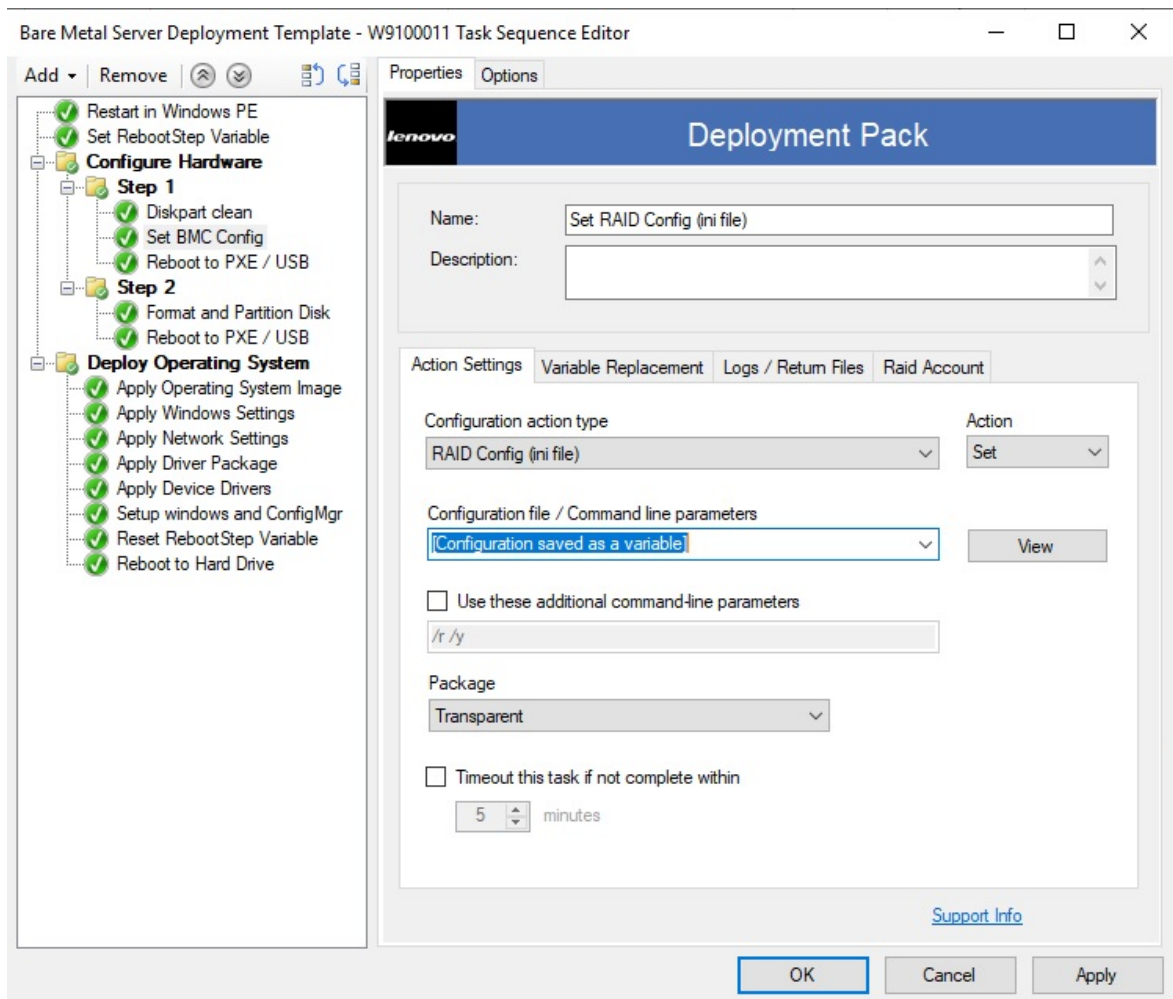 Bare Metal Server Deployment Template - W9100011 Task Sequence Editor
Add Remove
Restart in Windows PE
Set RebootStep Variable
Configure Hardware
Step 1
Diskpart clean
Set BMC Config
Reboot to PXE / USB
Step 2
Format and Partition Disk
Reboot to PXE / USB
Deploy Operating System
Apply Operating System Image
Apply Windows Settings
Apply Network Settings
Apply Driver Package
Apply Device Drivers
Setup windows and ConfigMgr
Reset RebootStep Variable
Reboot to Hard Drive
Properties Options
lenovo Deployment Pack
Name: Set RAID Config (ini file)
Description:
Action Settings Variable Replacement Logs / Return Files Raid Account
Configuration action type Action
RAID Config (ini file) Set
Configuration file / Command line parameters
[Configuration saved as a variable] View
Use these additional command-line parameters
/r /y
Package
Transparent
Timeout this task if not complete within
5 minutes
Support Info
OK Cancel Apply